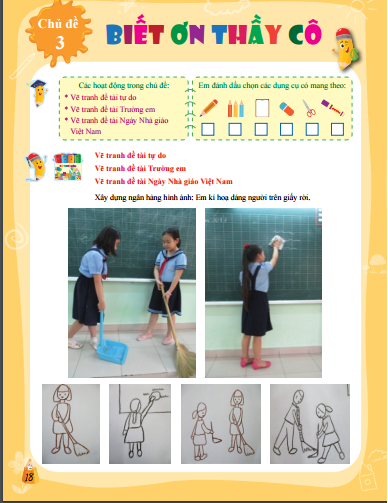 Chủ đề
3
BIẾT ƠN THẦY CÔ
Các hoạt động trong chủ đề:
* Vẽ tranh đề tài tự do
* Vẽ tranh đề tài Trường em
* Vẽ tranh đề tài Ngày Nhà giáo
Việt Nam
Em đánh dấu chọn các dụng cụ có mang theo:
Vẽ tranh đề tài tự do
Vẽ tranh đề tài Trường em
Vẽ tranh đề tài Ngày Nhà giáo Việt Nam
Xây dựng ngân hàng hình ảnh: Em kí hoạ dáng người trên giấy rời.
18